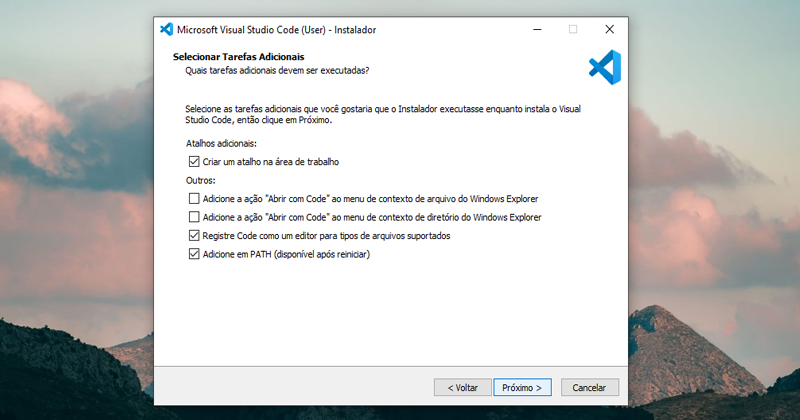 Microsoft Visual Studio Code (User) - Instalador
Selecionar Tarefas Adicionais
Quais tarefas adicionais devem ser executadas?
Selecione as tarefas adicionais que você gostaria que o Instalador executasse enquanto instala o Visual
Studio Code, então clique em Próximo.
Atalhos adicionais:
Criar um atalho na área de trabalho
Outros:
Adicione a ação "Abrir com Code" ao menu de contexto de arquivo do Windows Explorer
Adicione a ação "Abrir com Code" ao menu de contexto de diretório do Windows Explorer
Registre Code como um editor para tipos de arquivos suportados
Adicione em PATH (disponível após reiniciar)
< Voltar Próximo > Cancelar